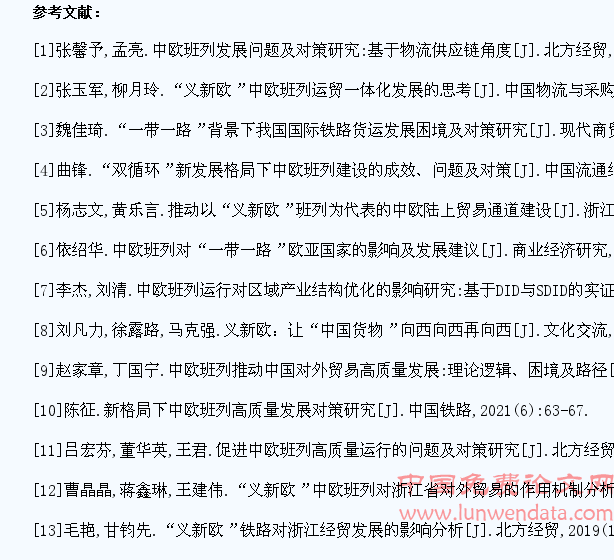 参考文献：
[1]张馨予,孟亮.中欧班列发展问题及对策研究:基于物流供应链角度[J].北方经贸,
[2]张玉军,柳月玲.“义新欧”中欧班列运贸一体化发展的思考[J].中国物流与采购
[3]魏佳琦.“一带一路”背景下我国国际铁路货运发展困境及对策研究[J].现代商贸
[4]曲锋.“双循环”新发展格局下中欧班列建设的成效、问题及对策[J].中国流通经
[5]杨志文,黄乐言.推动以“义新欧”班列为代表的中欧陆上贸易通道建设[J].浙江
[6]依绍华.中欧班列对“一带一路”欧亚国家的影响及发展建议[J].商业经济研究,
[7]李杰,刘清.中欧班列运行对区域产业结构优化的影响研究:基于DID与SDID的实证
[8]刘凡力,徐露路,马克强.义新欧：让“中国货物”向西向西再向西[J].文化交流,
[9]赵家章,丁国宁.中欧班列推动中国对外贸易高质量发展:理论逻辑、困境及路径[
[10]陈征.新格局下中欧班列高质量发展对策研究[J].中国铁路,2021(6):63-67.
[11]吕宏芬,董华英,王君.促进中欧班列高质量运行的问题及对策研究[J].北方经贸
[12]曹晶晶,蒋鑫琳,王建伟.“义新欧”中欧班列对浙江省对外贸易的作用机制分析
[13]毛艳,甘钧先.“义新欧”铁路对浙江经贸发展的影响分析[J].北方经贸,2019(1
中国免费论文网
www.lunwendata.com